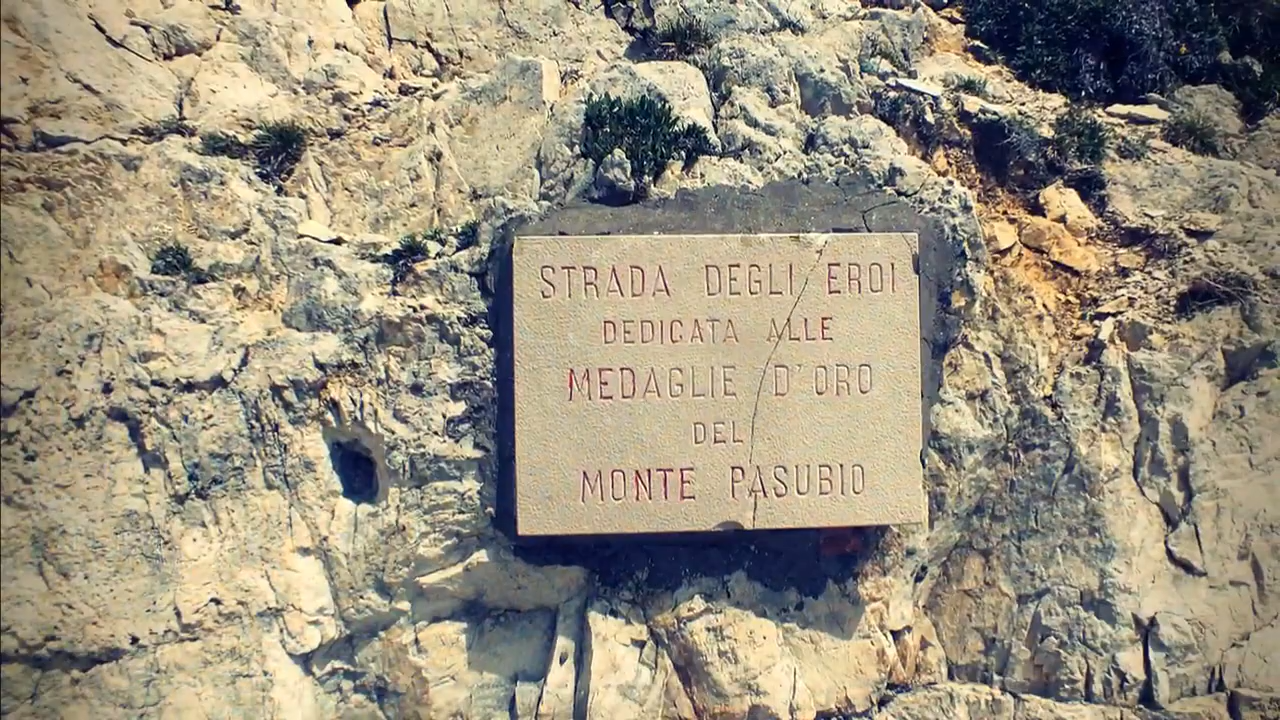 STRADA DEGLI EROI
DEDICATA ALLE
MEDAGLIE D'ORO
DEL
MONTE PASUBIO